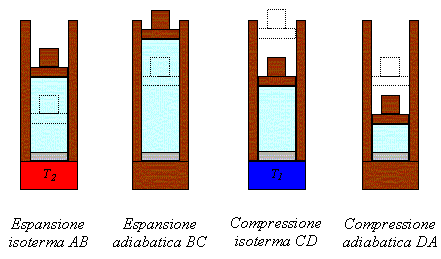 T2
T1
Espansione
isoterma AB
Espansione
adiabatica BC
Compressione
isoterma CD
Compressione
adiabatica DA